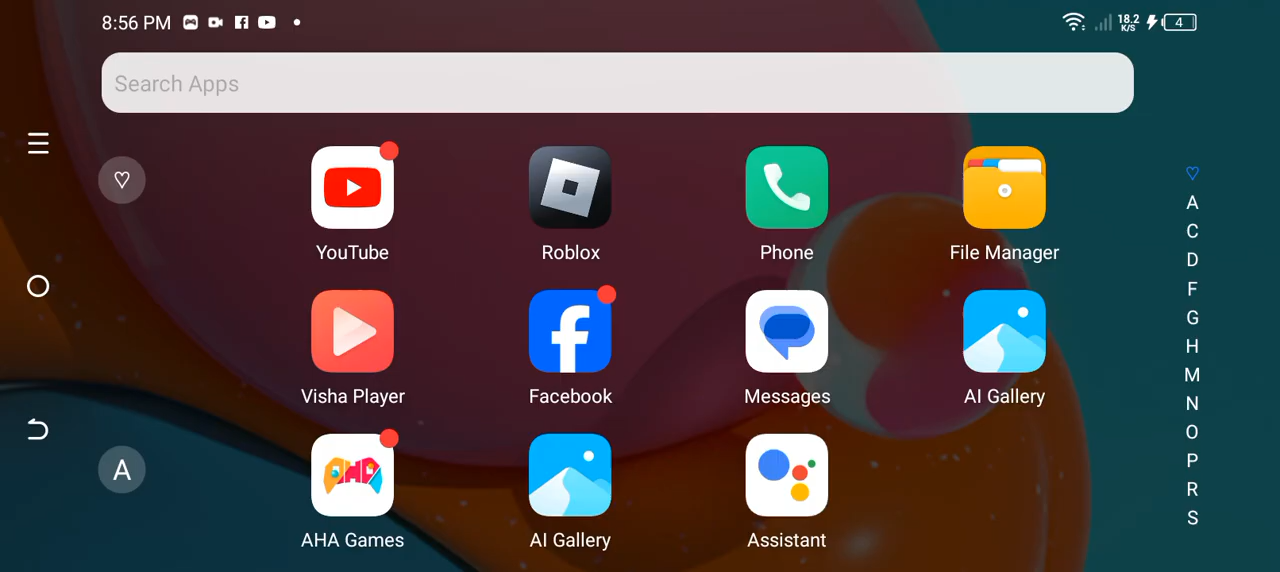 8:56 PM 18.2 K/S 4
Search Apps
YouTube Roblox Phone File Manager
Visha Player Facebook Messages AI Gallery
A
AHA Games AI Gallery Assistant
A
C
D
F
G
H
M
N
O
P
R
S